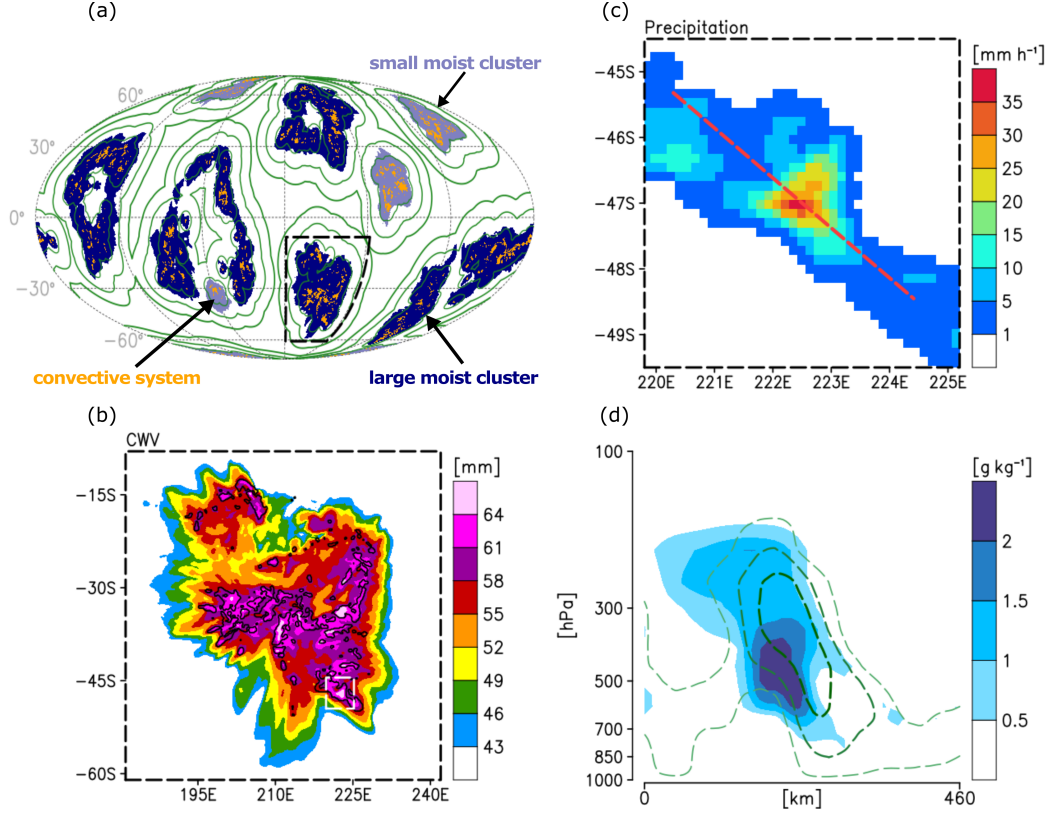 (a)
small moist cluster
60°
30°
0°
−30°
−60°
convective system
large moist cluster
(b)
CWV
[mm]
−15S
−30S
−45S
−60S
195E
210E
225E
240E
64
61
58
55
52
49
46
43
(c)
Precipitation
[mm h⁻¹]
−45S
−46S
−47S
−48S
−49S
220E
221E
222E
223E
224E
225E
35
30
25
20
15
10
5
1
(d)
[g kg⁻¹]
100
300
500
700
850
1000
[hPa]
0
[km]
460
2
1.5
1
0.5